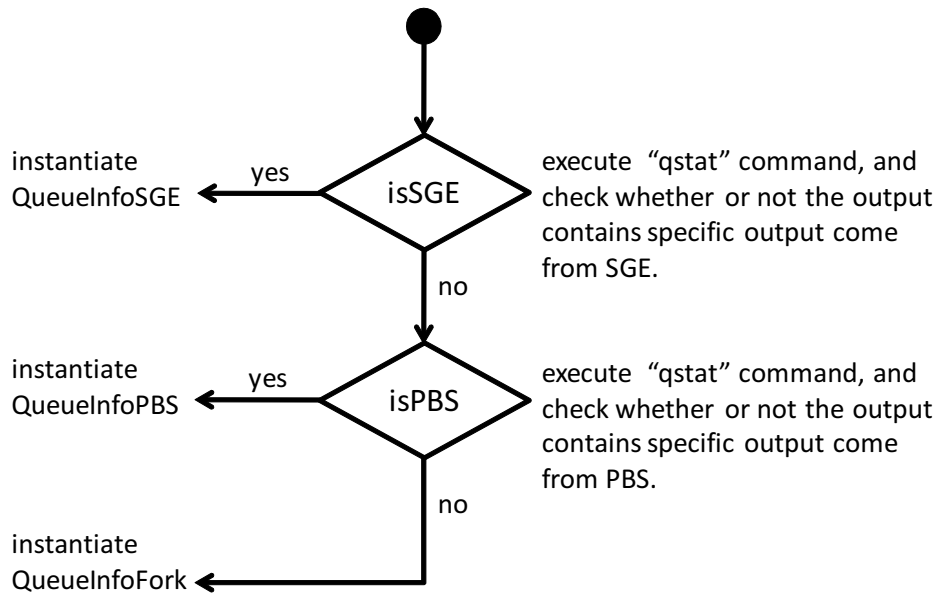 instantiate
QueueInfoSGE
yes
isSGE
execute “qstat” command, and
check whether or not the output
contains specific output come
from SGE.
no
instantiate
QueueInfoPBS
yes
isPBS
execute “qstat” command, and
check whether or not the output
contains specific output come
from PBS.
no
instantiate
QueueInfoFork